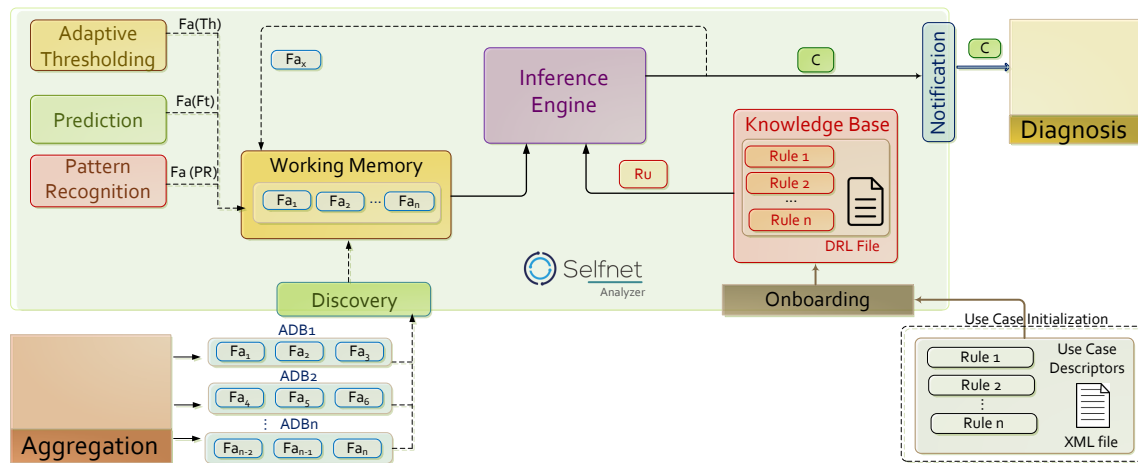 Adaptive
Thresholding
Fa(Th)
Prediction
Fa(Ft)
Pattern
Recognition
Fa (PR)
Faₓ
Working Memory
Fa₁ Fa₂ ... Faₙ
Inference
Engine
C
Notification
C
Diagnosis
Knowledge Base
Rule 1
Rule 2
...
Rule n
DRL File
Ru
Selfnet
Analyzer
Discovery
Onboarding
Aggregation
ADB1
Fa₁ Fa₂ Fa₃
ADB2
Fa₄ Fa₅ Fa₆
⋮ ADBn
Faₙ₋₂ Faₙ₋₁ Faₙ
Use Case Initialization
Rule 1
Rule 2
⋮
Rule n
Use Case
Descriptors
XML file